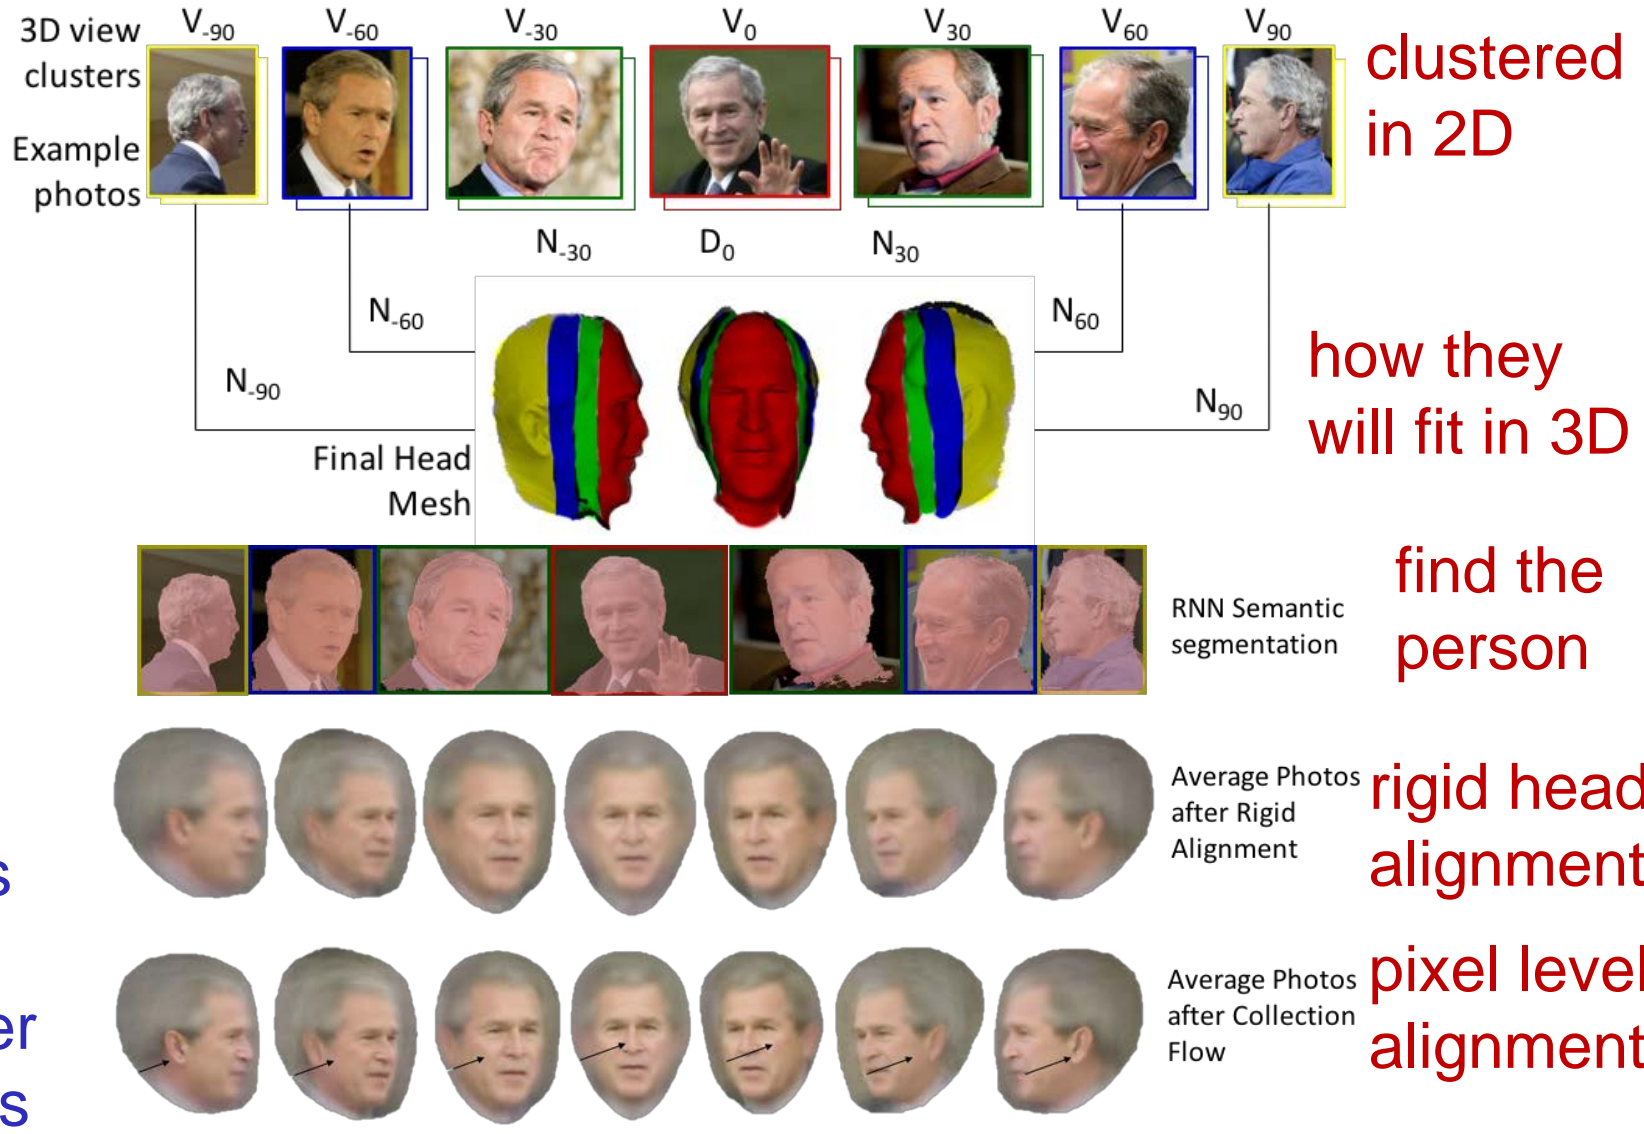 3D view
clusters
V-90
V-60
V-30
V0
V30
V60
V90
clustered
in 2D
Example
photos
N-30
D0
N30
N-60
N60
N-90
N90
how they
will fit in 3D
Final Head
Mesh
RNN Semantic
segmentation
find the
person
Average Photos
after Rigid
Alignment
rigid head
alignment
s
Average Photos
after Collection
Flow
pixel level
alignment
er
s